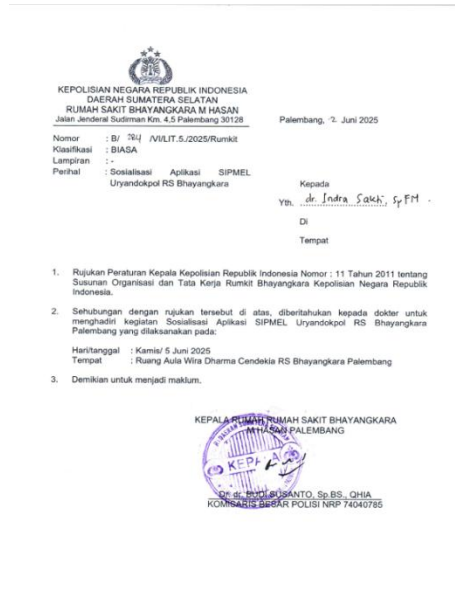 KEPOLISIAN NEGARA REPUBLIK INDONESIA
DAERAH SUMATERA SELATAN
RUMAH SAKIT BHAYANGKARA M HASAN
Jalan Jenderal Sudirman Km. 4,5 Palembang 30128
Palembang, 2 Juni 2025
Nomor : B/ 284 /VI/LIT.5./2025/Rumkit
Klasifikasi : BIASA
Lampiran : -
Perihal : Sosialisasi Aplikasi SIPMEL
Uryandokpol RS Bhayangkara
Kepada
Yth. dr. Indra Sakti, SpFM.
Di
Tempat
1. Rujukan Peraturan Kepala Kepolisian Republik Indonesia Nomor : 11 Tahun 2011 tentang
Susunan Organisasi dan Tata Kerja Rumkit Bhayangkara Kepolisian Negara Republik
Indonesia.
2. Sehubungan dengan rujukan tersebut di atas, diberitahukan kepada dokter untuk
menghadiri kegiatan Sosialisasi Aplikasi SIPMEL Uryandokpol RS Bhayangkara
Palembang yang dilaksanakan pada:
Hari/tanggal : Kamis/ 5 Juni 2025
Tempat : Ruang Aula Wira Dharma Cendekia RS Bhayangkara Palembang
3. Demikian untuk menjadi maklum.
KEPALA RUMAH RUMAH SAKIT BHAYANGKARA
M HASAN PALEMBANG
KEPALA
Dr. dr. BUDI SUSANTO, Sp.BS., QHIA
KOMISARIS BESAR POLISI NRP 74040785